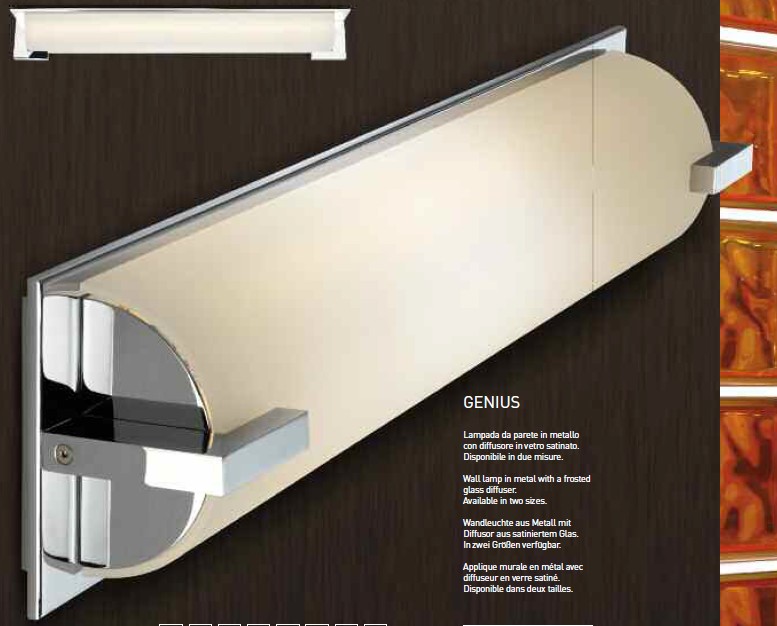 GENIUS
Lampada da parete in metallo
con diffusore in vetro satinato.
Disponibile in due misure.
Wall lamp in metal with a frosted
glass diffuser.
Available in two sizes.
Wandleuchte aus Metall mit
Diffusor aus satiniertem Glas.
In zwei Größen verfügbar.
Applique murale en métal avec
diffuseur en verre satiné.
Disponible dans deux tailles.